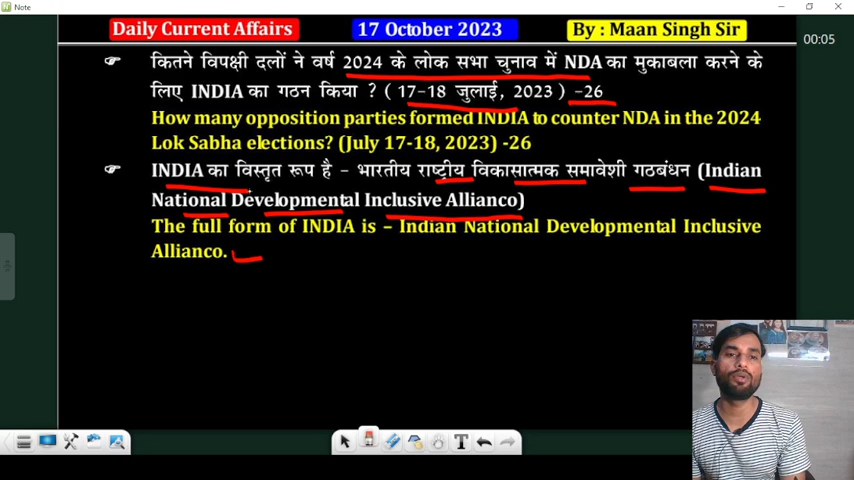 Note
Daily Current Affairs 17 October 2023 By : Maan Singh Sir
00:05
☛ कितने विपक्षी दलों ने वर्ष 2024 के लोक सभा चुनाव में NDA का मुकाबला करने के
लिए INDIA का गठन किया ? ( 17-18 जुलाई, 2023 ) -26
How many opposition parties formed INDIA to counter NDA in the 2024
Lok Sabha elections? (July 17-18, 2023) -26
☛ INDIA का विस्तृत रूप है - भारतीय राष्ट्रीय विकासात्मक समावेशी गठबंधन (Indian
National Developmental Inclusive Allianco)
The full form of INDIA is – Indian National Developmental Inclusive
Allianco.
T